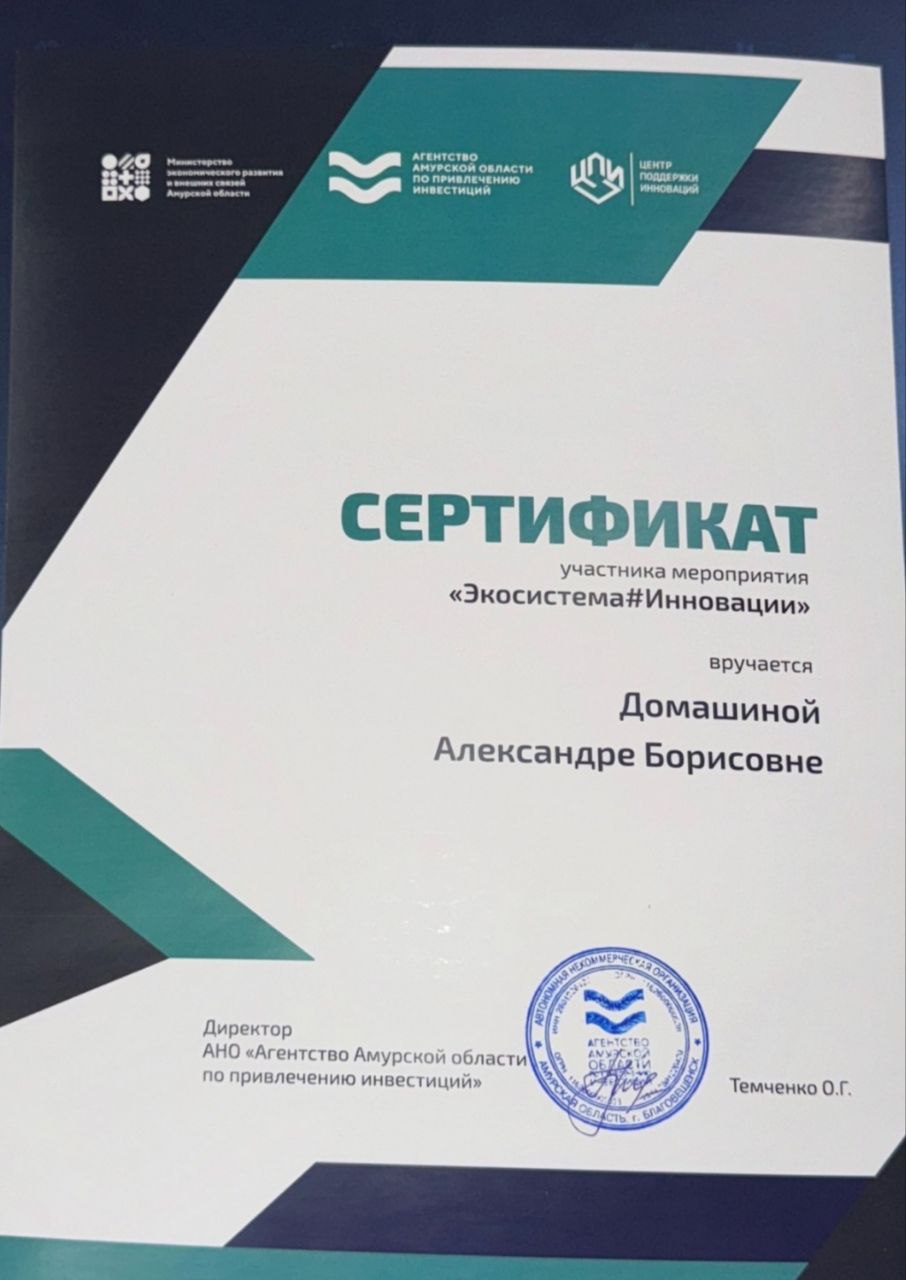 Министерство
экономического развития
и внешних связей
Амурской области
АГЕНТСТВО
АМУРСКОЙ ОБЛАСТИ
ПО ПРИВЛЕЧЕНИЮ
ИНВЕСТИЦИЙ
ЦПИ
ЦЕНТР
ПОДДЕРЖКИ
ИННОВАЦИЙ
СЕРТИФИКАТ
участника мероприятия
«Экосистема#Инновации»
вручается
Домашиной
Александре Борисовне
Директор
АНО «Агентство Амурской области
по привлечению инвестиций»
АВТОНОМНАЯ НЕКОММЕРЧЕСКАЯ ОРГАНИЗАЦИЯ
АГЕНТСТВО
АМУРСКОЙ
ОБЛАСТИ
АМУРСКАЯ ОБЛАСТЬ, г. БЛАГОВЕЩЕНСК
Темченко О.Г.